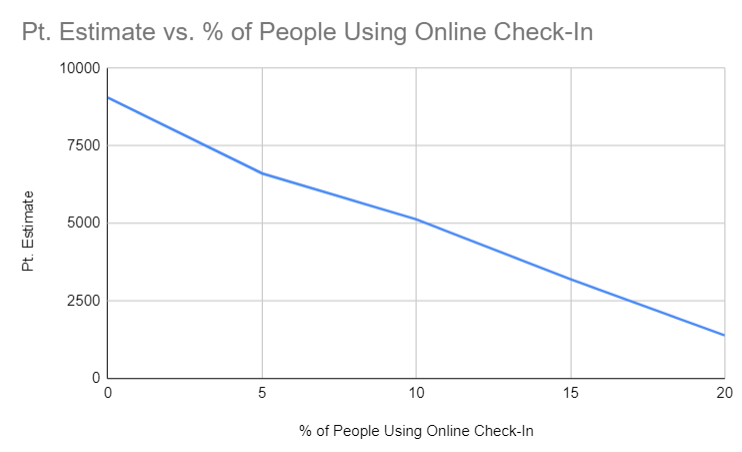 Pt. Estimate vs. % of People Using Online Check-In
10000
7500
5000
2500
0
Pt. Estimate
0 5 10 15 20
% of People Using Online Check-In